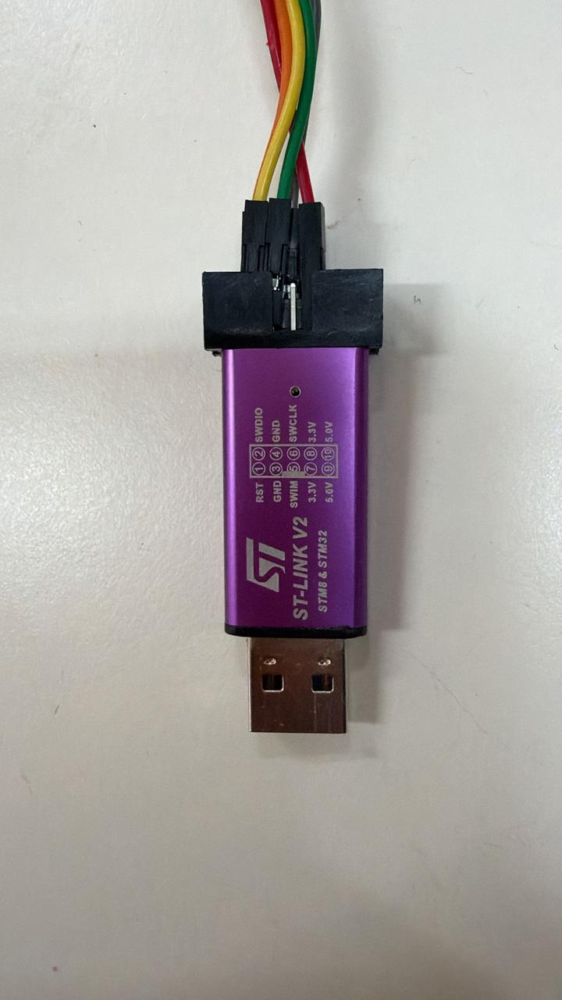 ST
ST-LINK V2
STM8 & STM32
RST 1 2 SWDIO
GND 3 4 GND
SWIM 5 6 SWCLK
3.3V 7 8 3.3V
5.0V 9 10 5.0V